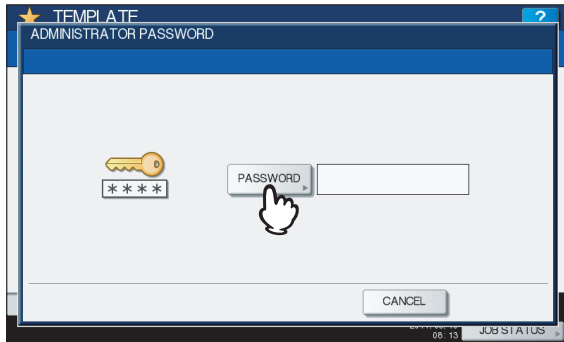 TEMPLATE
?
ADMINISTRATOR PASSWORD
****
PASSWORD
CANCEL
08:13
JOB STATUS